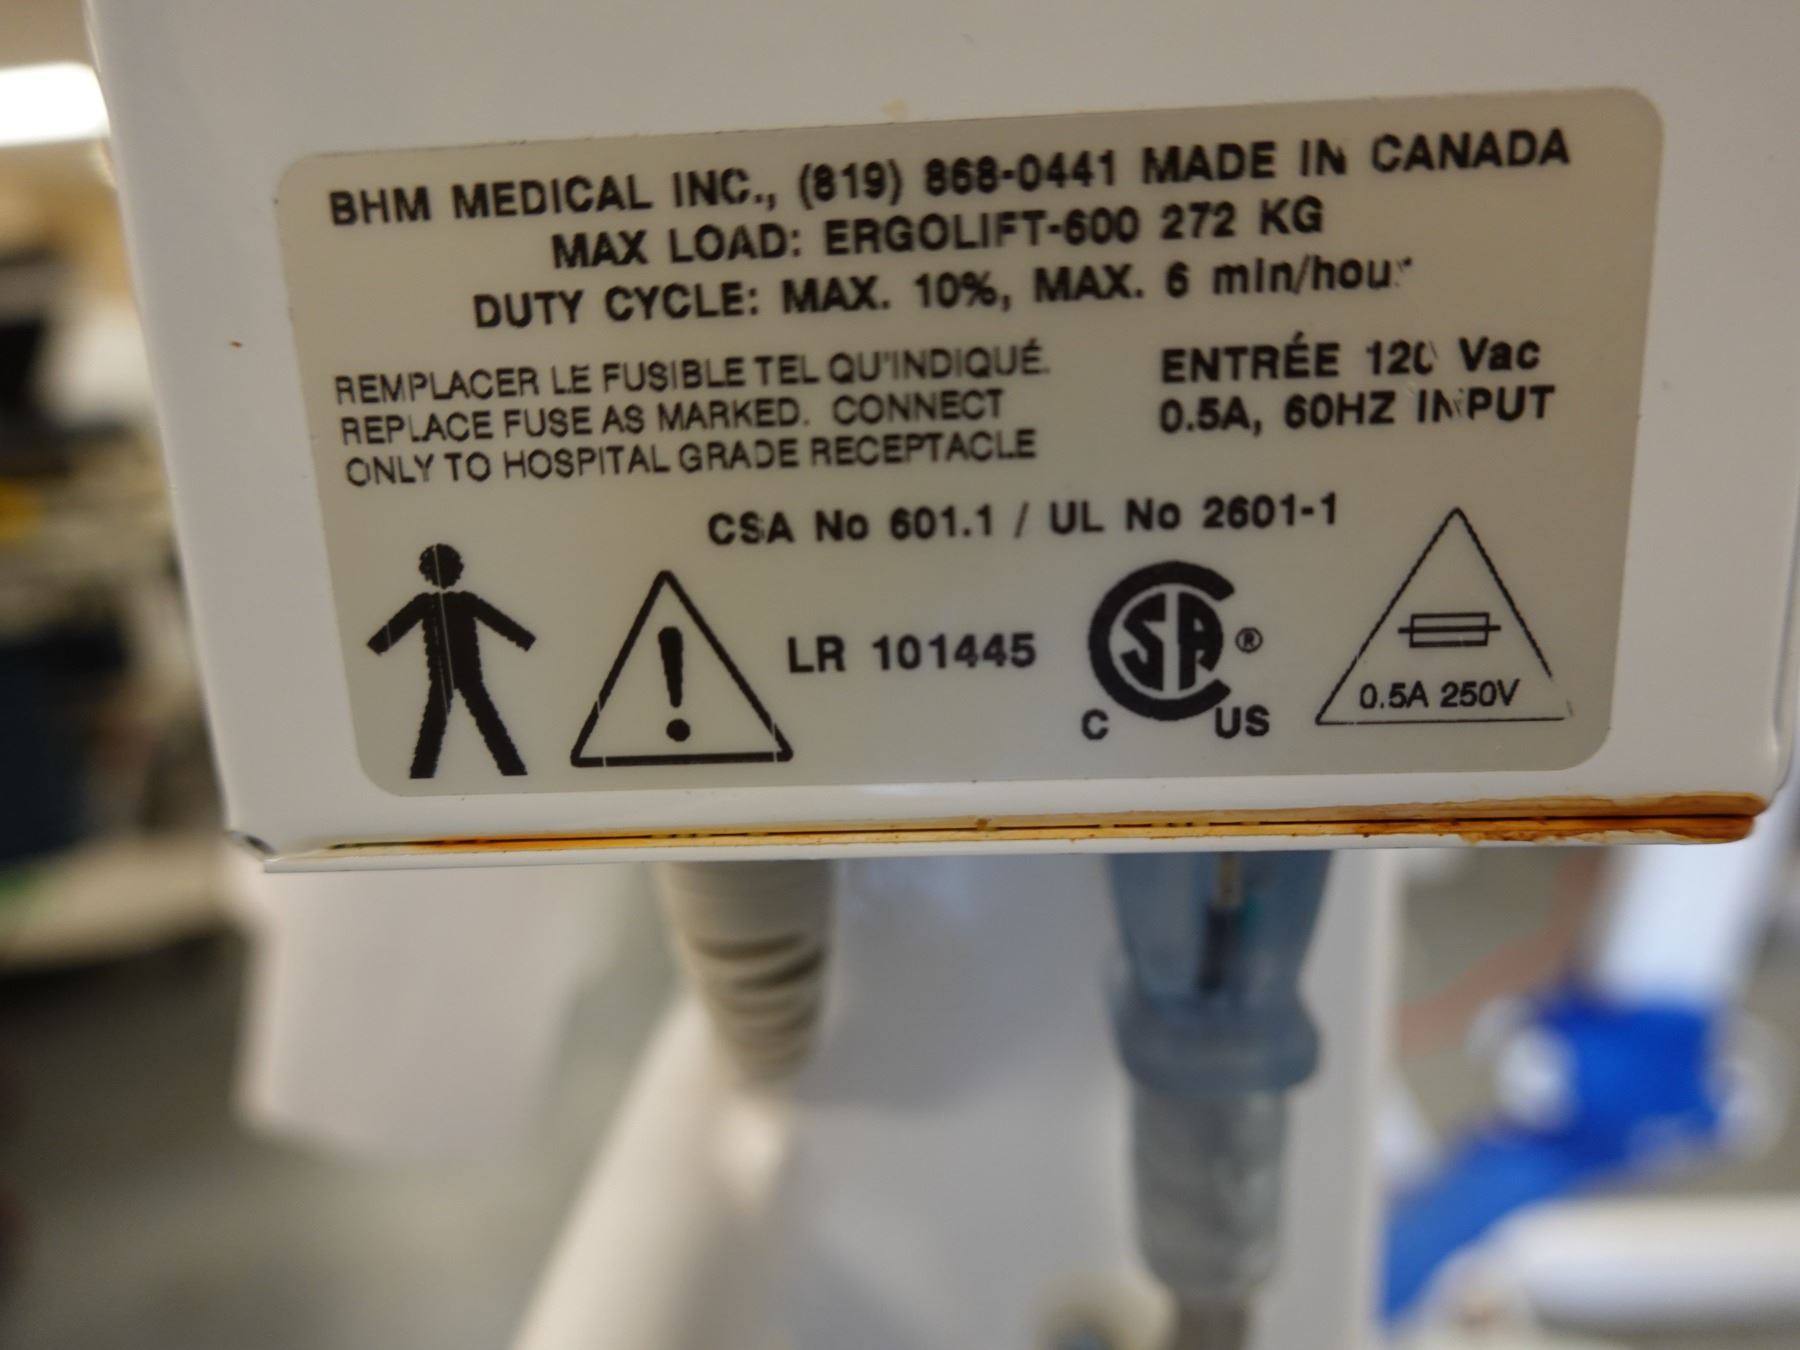 BHM MEDICAL INC., (819) 868-0441 MADE IN CANADA
MAX LOAD: ERGOLIFT-600 272 KG
DUTY CYCLE: MAX. 10%, MAX. 6 min/hour
REMPLACER LE FUSIBLE TEL QU'INDIQUÉ.
REPLACE FUSE AS MARKED. CONNECT
ONLY TO HOSPITAL GRADE RECEPTACLE
ENTRÉE 120 Vac
0.5A, 60HZ INPUT
CSA No 601.1 / UL No 2601-1
LR 101445
CSA ®
C US
0.5A 250V